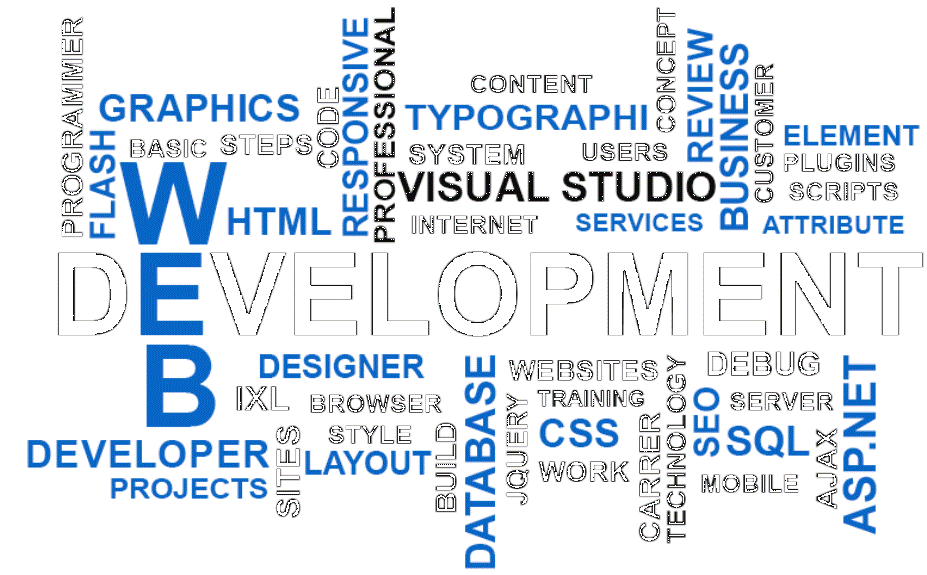 PROGRAMMER
GRAPHICS
FLASH
BASIC
STEPS
CODE
RESPONSIVE
PROFESSIONAL
WEB
HTML
CONTENT
TYPOGRAPHI
SYSTEM
USERS
VISUAL STUDIO
INTERNET
SERVICES
CONCEPT
REVIEW
BUSINESS
CUSTOMER
ELEMENT
PLUGINS
SCRIPTS
ATTRIBUTE
DEVELOPMENT
DESIGNER
IXL
BROWSER
STYLE
DEVELOPER
PROJECTS
SITES
LAYOUT
BUILD
DATABASE
WEBSITES
TRAINING
JQUERY
CSS
WORK
CARRER
TECHNOLOGY
SEO
DEBUG
SERVER
SQL
MOBILE
AJAX
ASP.NET